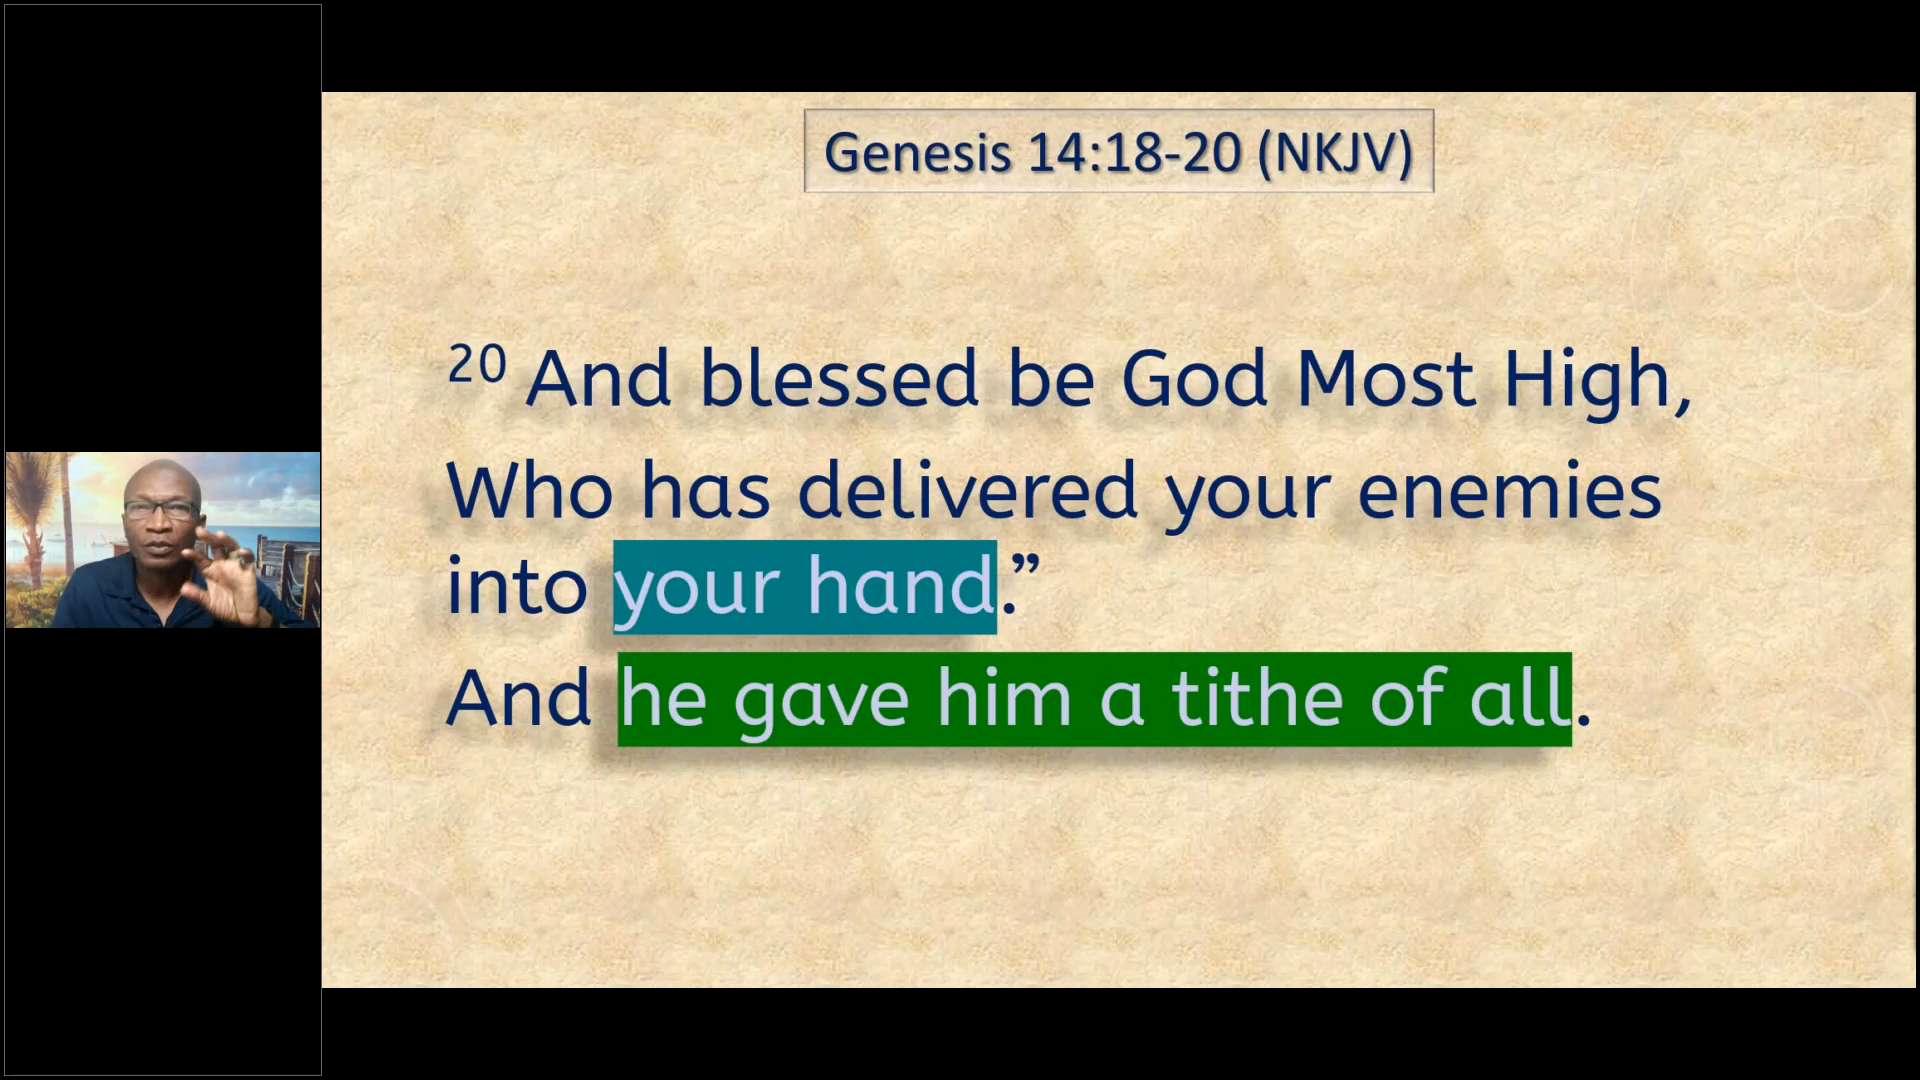 Genesis 14:18-20 (NKJV)
20 And blessed be God Most High,
Who has delivered your enemies
into your hand.”
And he gave him a tithe of all.